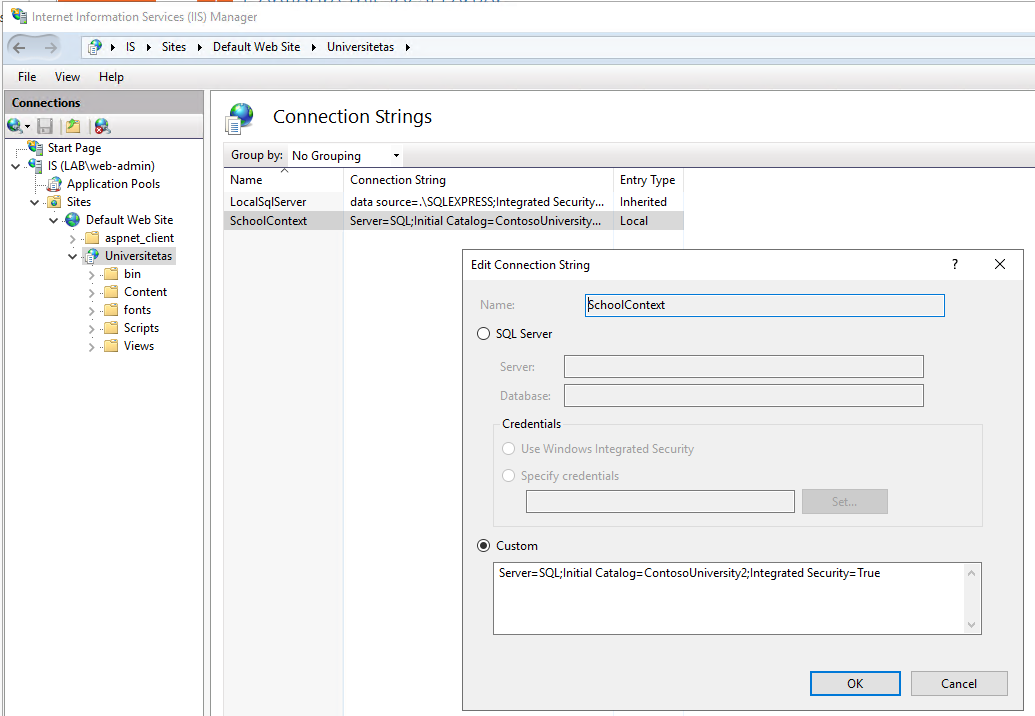 Internet Information Services (IIS) Manager
IS Sites Default Web Site Universitetas
File View Help
Connections
Start Page
IS (LAB\web-admin)
Application Pools
Sites
Default Web Site
aspnet_client
Universitetas
bin
Content
fonts
Scripts
Views
Connection Strings
Group by: No Grouping
Name Connection String Entry Type
LocalSqlServer data source=.\SQLEXPRESS;Integrated Security... Inherited
SchoolContext Server=SQL;Initial Catalog=ContosoUniversity... Local
Edit Connection String ?
Name: SchoolContext
SQL Server
Server:
Database:
Credentials
Use Windows Integrated Security
Specify credentials
Set...
Custom
Server=SQL;Initial Catalog=ContosoUniversity2;Integrated Security=True
OK Cancel